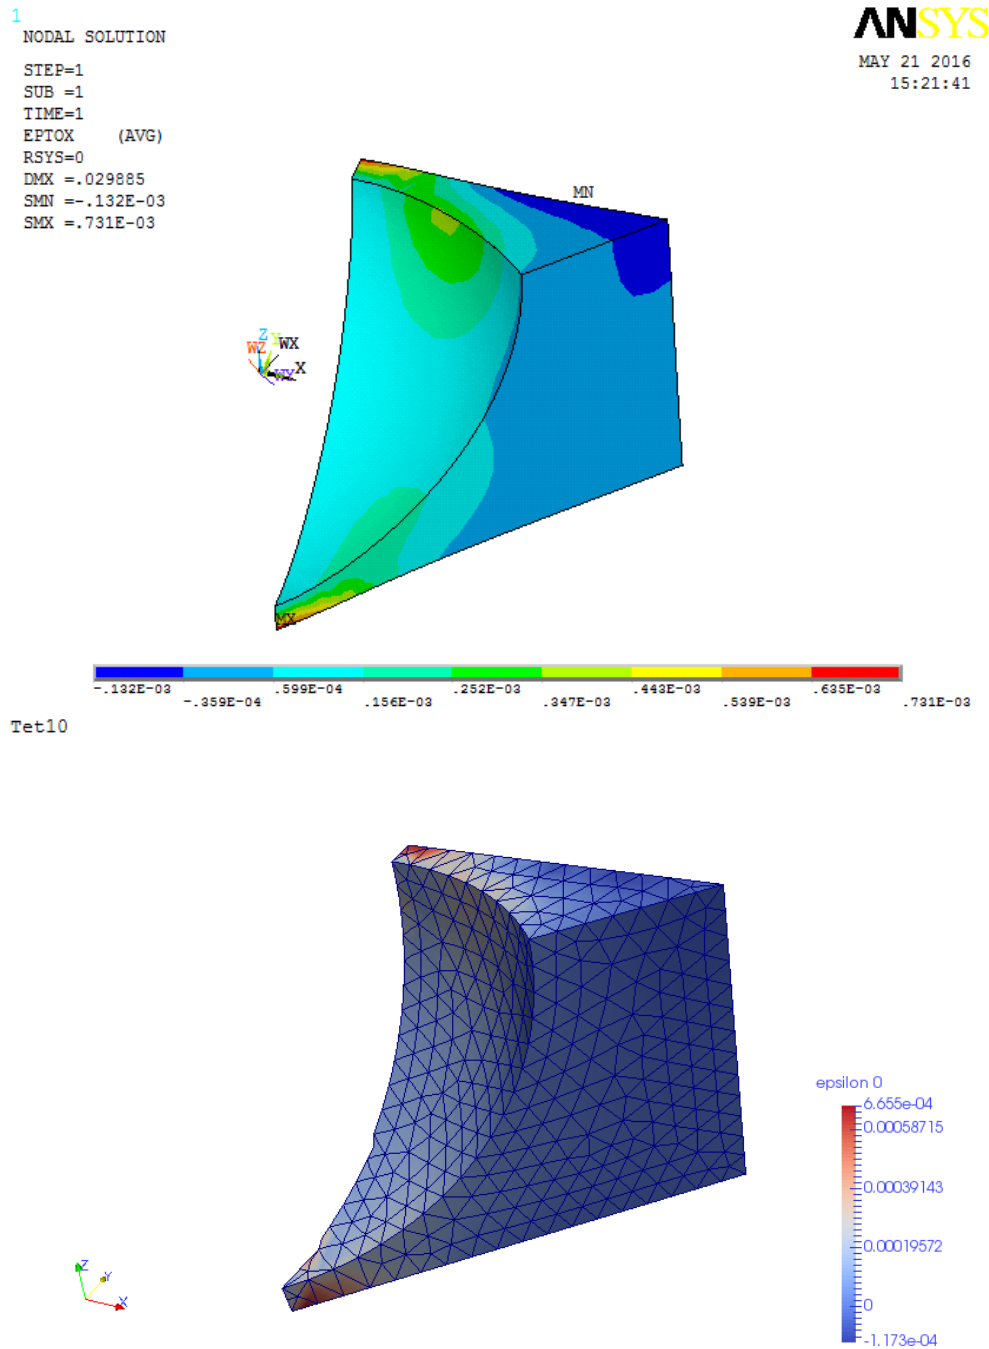 1
NODAL SOLUTION
ANSYS
MAY 21 2016
15:21:41
STEP=1
SUB =1
TIME=1
EPTOX (AVG)
RSYS=0
DMX =.029885
SMN =-.132E-03
SMX =.731E-03
MN
Z Y
WZ WX
X
WY
MX
-.132E-03 .599E-04 .252E-03 .443E-03 .635E-03
-.359E-04 .156E-03 .347E-03 .539E-03 .731E-03
Tet10
epsilon 0
6.655e-04
0.00058715
0.00039143
0.00019572
0
-1.173e-04
Z
Y
X